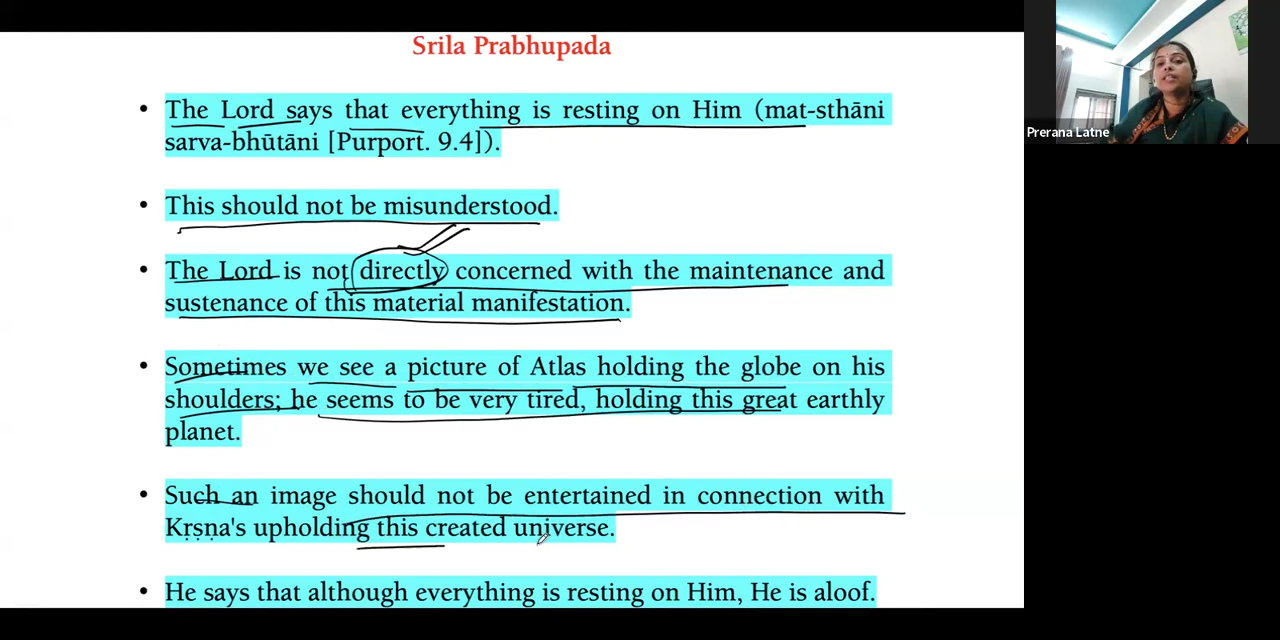 Srila Prabhupada
• The Lord says that everything is resting on Him (mat-sthāni
sarva-bhūtāni [Purport. 9.4]).
• This should not be misunderstood.
• The Lord is not directly concerned with the maintenance and
sustenance of this material manifestation.
• Sometimes we see a picture of Atlas holding the globe on his
shoulders; he seems to be very tired, holding this great earthly
planet.
• Such an image should not be entertained in connection with
Kṛṣṇa's upholding this created universe.
• He says that although everything is resting on Him, He is aloof.
Prerana Latne